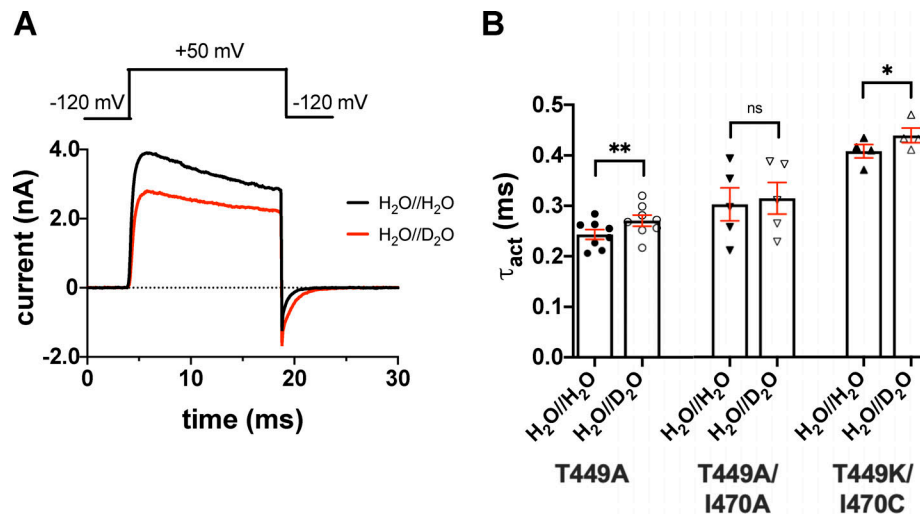 A
+50 mV
-120 mV
-120 mV
4.0
2.0
0
-2.0
current (nA)
H₂O//H₂O
H₂O//D₂O
0
10
20
30
time (ms)
B
*
ns
**
0.5
0.4
0.3
0.2
0.1
0.0
τact (ms)
H₂O//H₂O
H₂O//D₂O
H₂O//H₂O
H₂O//D₂O
H₂O//H₂O
H₂O//D₂O
T449A
T449A/
I470A
T449K/
I470C